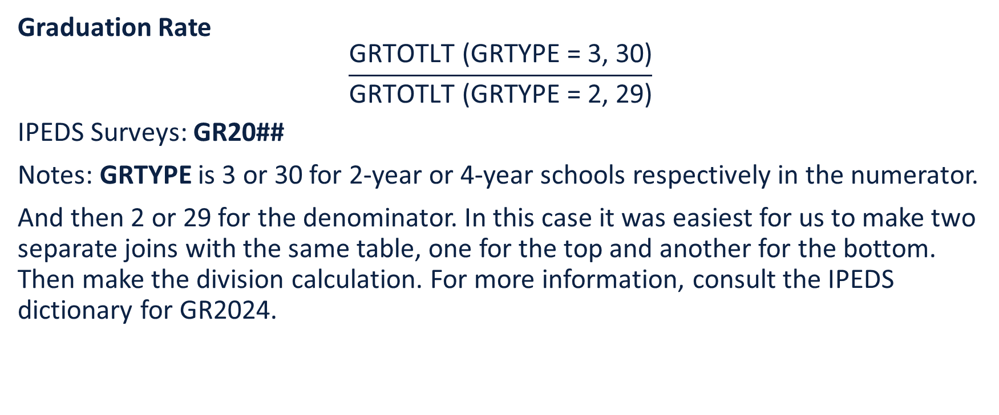 Graduation Rate
GRTOTLT (GRTYPE = 3, 30)
GRTOTLT (GRTYPE = 2, 29)
IPEDS Surveys: GR20##
Notes: GRTYPE is 3 or 30 for 2-year or 4-year schools respectively in the numerator.
And then 2 or 29 for the denominator. In this case it was easiest for us to make two
separate joins with the same table, one for the top and another for the bottom.
Then make the division calculation. For more information, consult the IPEDS
dictionary for GR2024.